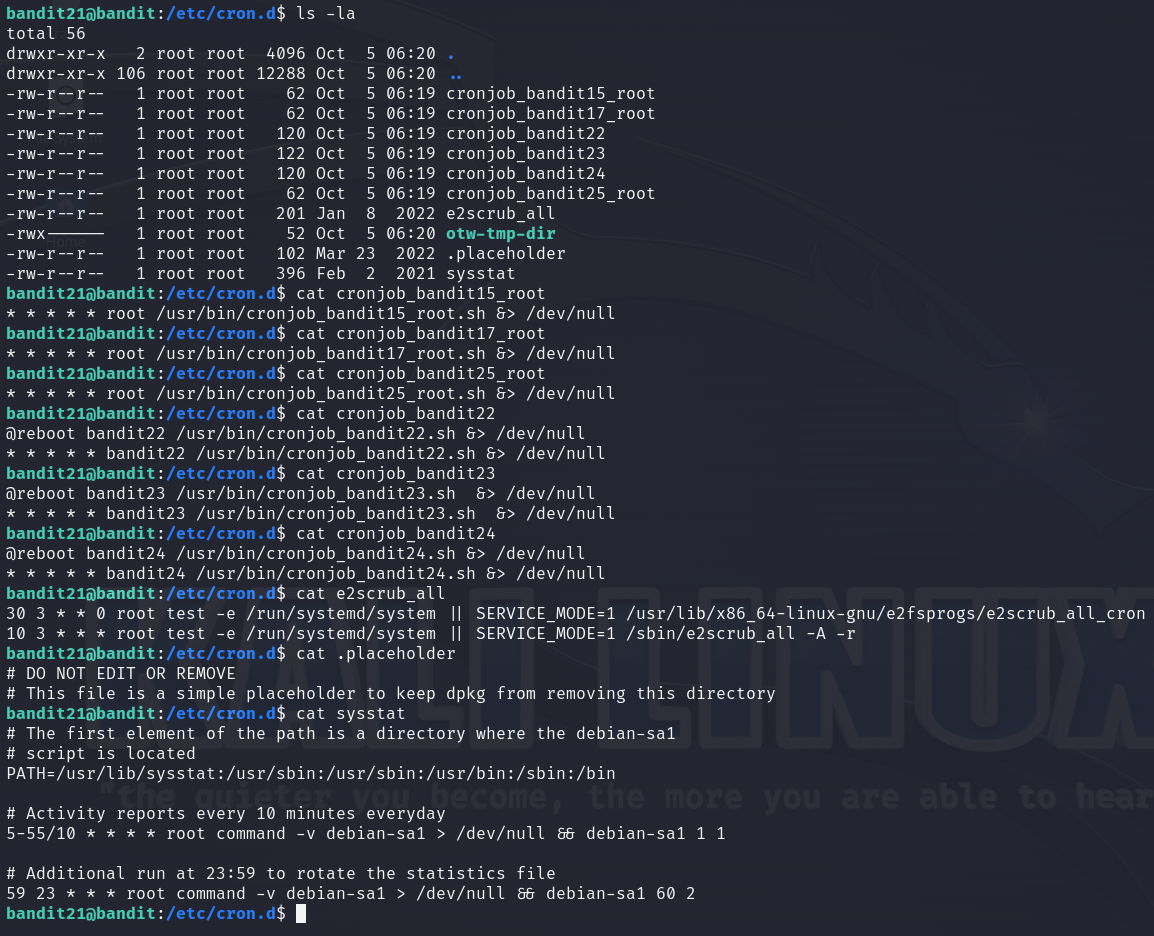 bandit21@bandit:/etc/cron.d$ ls -la
total 56
drwxr-xr-x   2 root root  4096 Oct  5 06:20 .
drwxr-xr-x 106 root root 12288 Oct  5 06:20 ..
-rw-r--r--   1 root root    62 Oct  5 06:19 cronjob_bandit15_root
-rw-r--r--   1 root root    62 Oct  5 06:19 cronjob_bandit17_root
-rw-r--r--   1 root root   120 Oct  5 06:19 cronjob_bandit22
-rw-r--r--   1 root root   122 Oct  5 06:19 cronjob_bandit23
-rw-r--r--   1 root root   120 Oct  5 06:19 cronjob_bandit24
-rw-r--r--   1 root root    62 Oct  5 06:19 cronjob_bandit25_root
-rw-r--r--   1 root root   201 Jan  8  2022 e2scrub_all
-rwx------   1 root root    52 Oct  5 06:20 otw-tmp-dir
-rw-r--r--   1 root root   102 Mar 23  2022 .placeholder
-rw-r--r--   1 root root   396 Feb  2  2021 sysstat
bandit21@bandit:/etc/cron.d$ cat cronjob_bandit15_root
* * * * * root /usr/bin/cronjob_bandit15_root.sh &> /dev/null
bandit21@bandit:/etc/cron.d$ cat cronjob_bandit17_root
* * * * * root /usr/bin/cronjob_bandit17_root.sh &> /dev/null
bandit21@bandit:/etc/cron.d$ cat cronjob_bandit25_root
* * * * * root /usr/bin/cronjob_bandit25_root.sh &> /dev/null
bandit21@bandit:/etc/cron.d$ cat cronjob_bandit22
@reboot bandit22 /usr/bin/cronjob_bandit22.sh &> /dev/null
* * * * * bandit22 /usr/bin/cronjob_bandit22.sh &> /dev/null
bandit21@bandit:/etc/cron.d$ cat cronjob_bandit23
@reboot bandit23 /usr/bin/cronjob_bandit23.sh  &> /dev/null
* * * * * bandit23 /usr/bin/cronjob_bandit23.sh  &> /dev/null
bandit21@bandit:/etc/cron.d$ cat cronjob_bandit24
@reboot bandit24 /usr/bin/cronjob_bandit24.sh &> /dev/null
* * * * * bandit24 /usr/bin/cronjob_bandit24.sh &> /dev/null
bandit21@bandit:/etc/cron.d$ cat e2scrub_all
30 3 * * 0 root test -e /run/systemd/system || SERVICE_MODE=1 /usr/lib/x86_64-linux-gnu/e2fsprogs/e2scrub_all_cron
10 3 * * * root test -e /run/systemd/system || SERVICE_MODE=1 /sbin/e2scrub_all -A -r
bandit21@bandit:/etc/cron.d$ cat .placeholder
# DO NOT EDIT OR REMOVE
# This file is a simple placeholder to keep dpkg from removing this directory
bandit21@bandit:/etc/cron.d$ cat sysstat
# The first element of the path is a directory where the debian-sa1
# script is located
PATH=/usr/lib/sysstat:/usr/sbin:/usr/sbin:/usr/bin:/sbin:/bin
KALI LINUX
"the quieter you become, the more you are able to hear
# Activity reports every 10 minutes everyday
5-55/10 * * * * root command -v debian-sa1 > /dev/null && debian-sa1 1 1
# Additional run at 23:59 to rotate the statistics file
59 23 * * * root command -v debian-sa1 > /dev/null && debian-sa1 60 2
bandit21@bandit:/etc/cron.d$